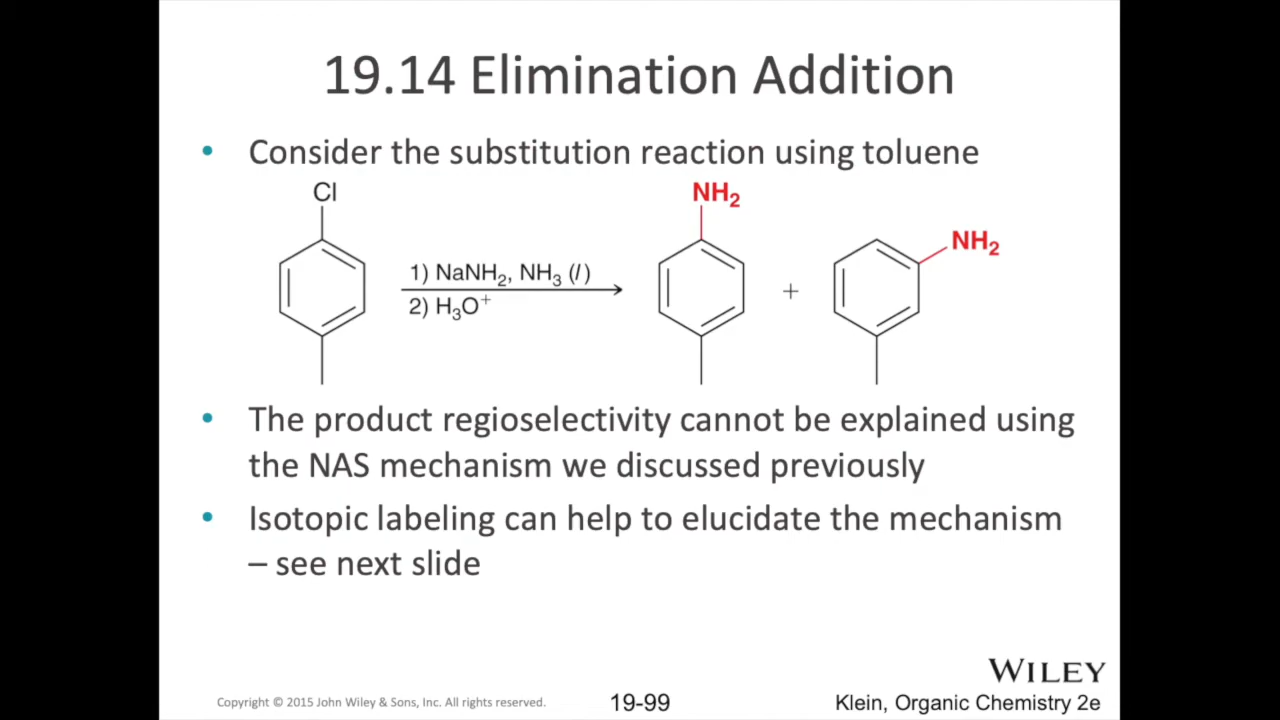 19.14 Elimination Addition
• Consider the substitution reaction using toluene
Cl
1) NaNH₂, NH₃ (l)
2) H₃O⁺
NH₂
+
NH₂
• The product regioselectivity cannot be explained using
the NAS mechanism we discussed previously
• Isotopic labeling can help to elucidate the mechanism
– see next slide
WILEY
Copyright © 2015 John Wiley & Sons, Inc. All rights reserved.
19-99
Klein, Organic Chemistry 2e